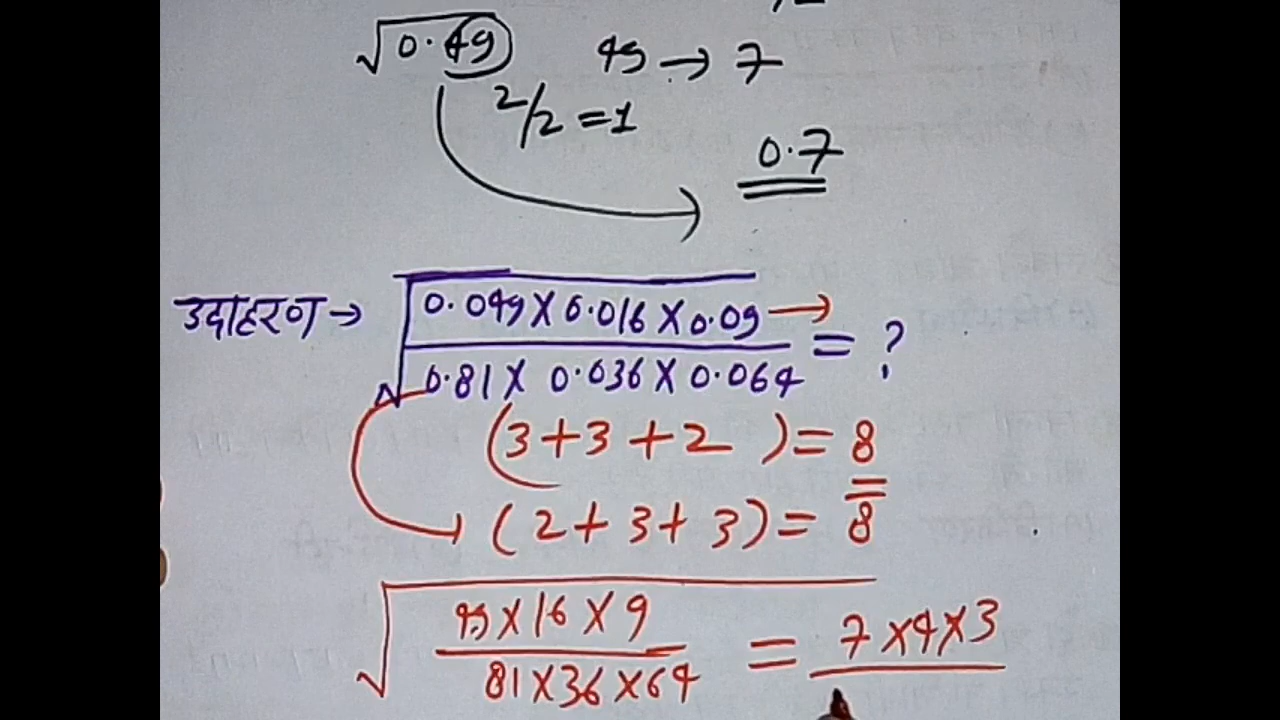 √0.49 49 → 7
2/2 = 1
0.7
उदाहरण → √(0.049 X 0.016 X 0.09 / 0.81 X 0.036 X 0.064) = ?
(3 + 3 + 2) = 8
(2 + 3 + 3) = 8
√(49 X 16 X 9 / 81 X 36 X 64) = 7 X 4 X 3